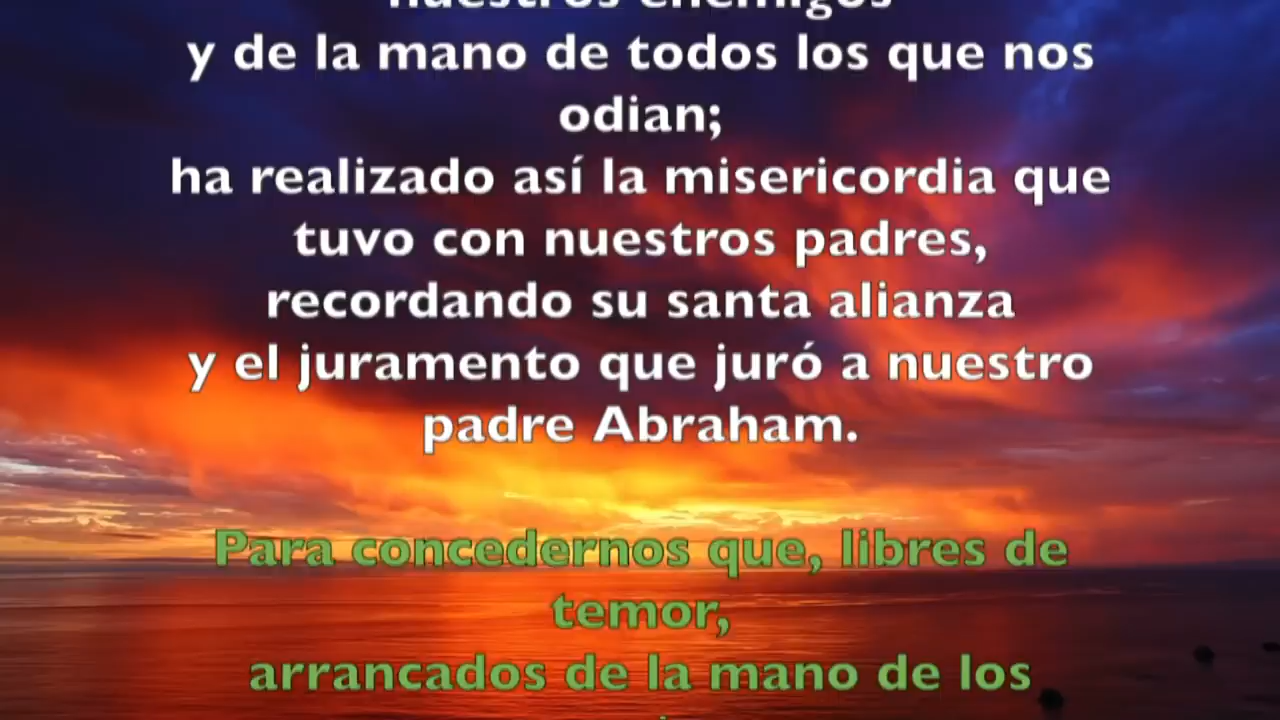 nuestros enemigos
y de la mano de todos los que nos
odian;
ha realizado así la misericordia que
tuvo con nuestros padres,
recordando su santa alianza
y el juramento que juró a nuestro
padre Abraham.
Para concedernos que, libres de
temor,
arrancados de la mano de los